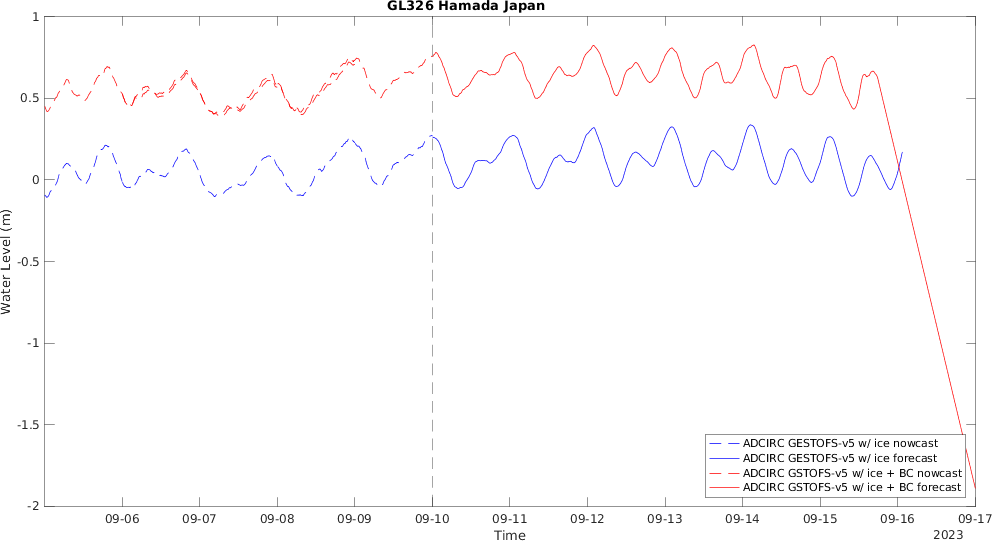 GL326 Hamada Japan
1
0.5
0
-0.5
-1
-1.5
-2
Water Level (m)
09-06 09-07 09-08 09-09 09-10 09-11 09-12 09-13 09-14 09-15 09-16 09-17
Time
2023
ADCIRC GESTOFS-v5 w/ ice nowcast
ADCIRC GESTOFS-v5 w/ ice forecast
ADCIRC GSTOFS-v5 w/ ice + BC nowcast
ADCIRC GSTOFS-v5 w/ ice + BC forecast